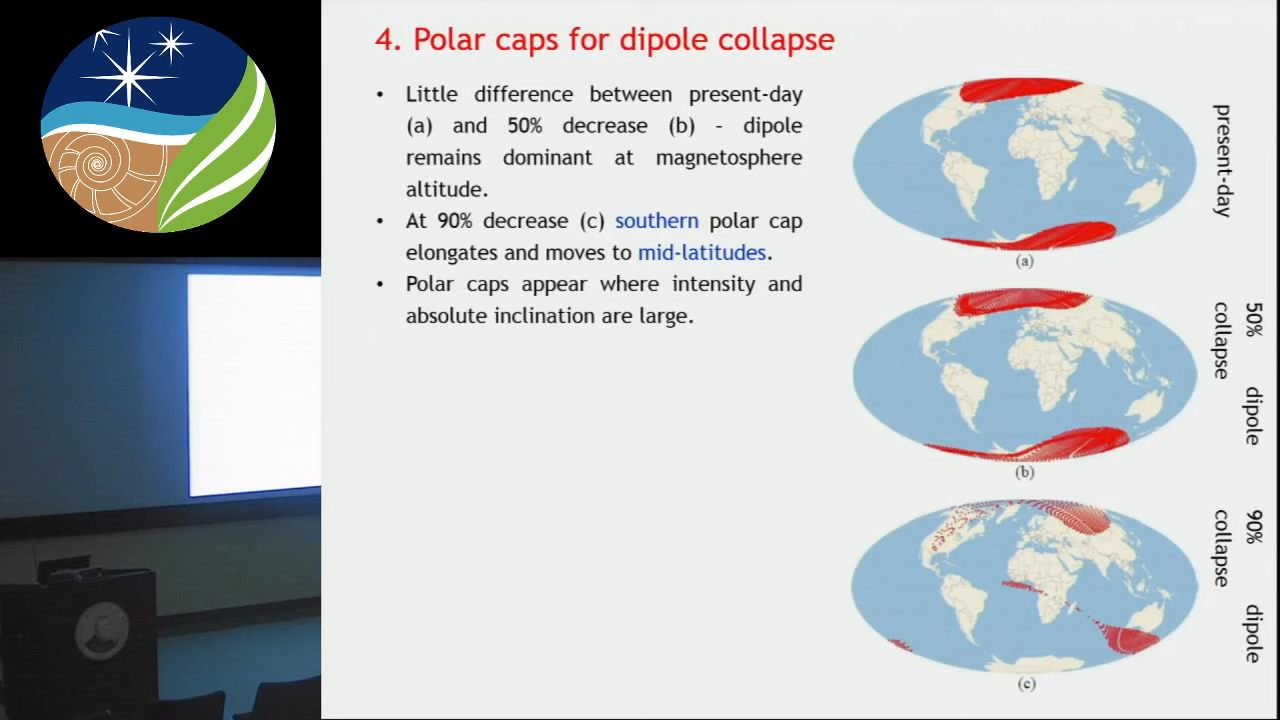 4. Polar caps for dipole collapse
• Little difference between present-day
(a) and 50% decrease (b) - dipole
remains dominant at magnetosphere
altitude.
• At 90% decrease (c) southern polar cap
elongates and moves to mid-latitudes.
• Polar caps appear where intensity and
absolute inclination are large.
present-day
(a)
50% dipole
collapse
(b)
90% dipole
collapse
(c)